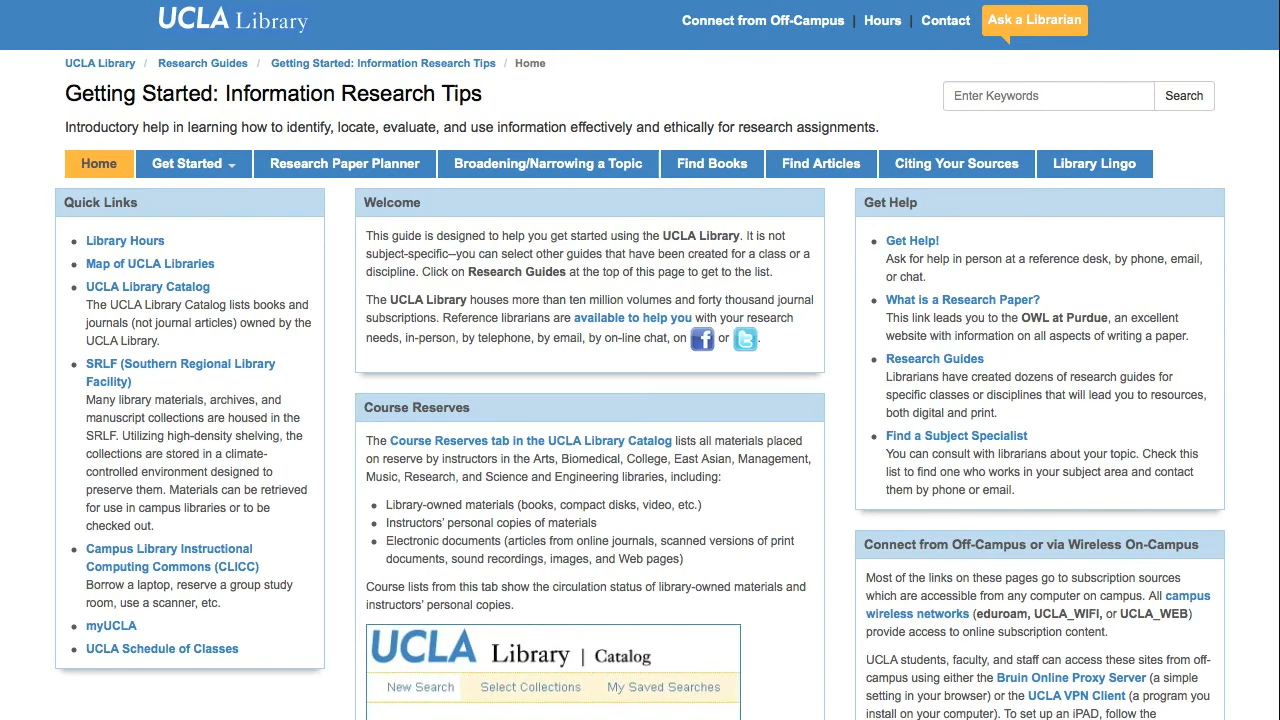 UCLA Library
Connect from Off-Campus | Hours | Contact Ask a Librarian
UCLA Library / Research Guides / Getting Started: Information Research Tips / Home
Getting Started: Information Research Tips
Enter Keywords Search
Introductory help in learning how to identify, locate, evaluate, and use information effectively and ethically for research assignments.
Home Get Started Research Paper Planner Broadening/Narrowing a Topic Find Books Find Articles Citing Your Sources Library Lingo
Quick Links
Library Hours
Map of UCLA Libraries
UCLA Library Catalog
The UCLA Library Catalog lists books and
journals (not journal articles) owned by the
UCLA Library.
SRLF (Southern Regional Library
Facility)
Many library materials, archives, and
manuscript collections are housed in the
SRLF. Utilizing high-density shelving, the
collections are stored in a climate-
controlled environment designed to
preserve them. Materials can be retrieved
for use in campus libraries or to be
checked out.
Campus Library Instructional
Computing Commons (CLICC)
Borrow a laptop, reserve a group study
room, use a scanner, etc.
myUCLA
UCLA Schedule of Classes
Welcome
This guide is designed to help you get started using the UCLA Library. It is not
subject-specific--you can select other guides that have been created for a class or a
discipline. Click on Research Guides at the top of this page to get to the list.
The UCLA Library houses more than ten million volumes and forty thousand journal
subscriptions. Reference librarians are available to help you with your research
needs, in-person, by telephone, by email, by on-line chat, on f or t.
Course Reserves
The Course Reserves tab in the UCLA Library Catalog lists all materials placed
on reserve by instructors in the Arts, Biomedical, College, East Asian, Management,
Music, Research, and Science and Engineering libraries, including:
Library-owned materials (books, compact disks, video, etc.)
Instructors' personal copies of materials
Electronic documents (articles from online journals, scanned versions of print
documents, sound recordings, images, and Web pages)
Course lists from this tab show the circulation status of library-owned materials and
instructors' personal copies.
UCLA Library | Catalog
New Search Select Collections My Saved Searches
Get Help
Get Help!
Ask for help in person at a reference desk, by phone, email,
or chat.
What is a Research Paper?
This link leads you to the OWL at Purdue, an excellent
website with information on all aspects of writing a paper.
Research Guides
Librarians have created dozens of research guides for
specific classes or disciplines that will lead you to resources,
both digital and print.
Find a Subject Specialist
You can consult with librarians about your topic. Check this
list to find one who works in your subject area and contact
them by phone or email.
Connect from Off-Campus or via Wireless On-Campus
Most of the links on these pages go to subscription sources
which are accessible from any computer on campus. All campus
wireless networks (eduroam, UCLA_WIFI, or UCLA_WEB)
provide access to online subscription content.
UCLA students, faculty, and staff can access these sites from off-
campus using either the Bruin Online Proxy Server (a simple
setting in your browser) or the UCLA VPN Client (a program you
install on your computer). To set up an iPAD, follow the